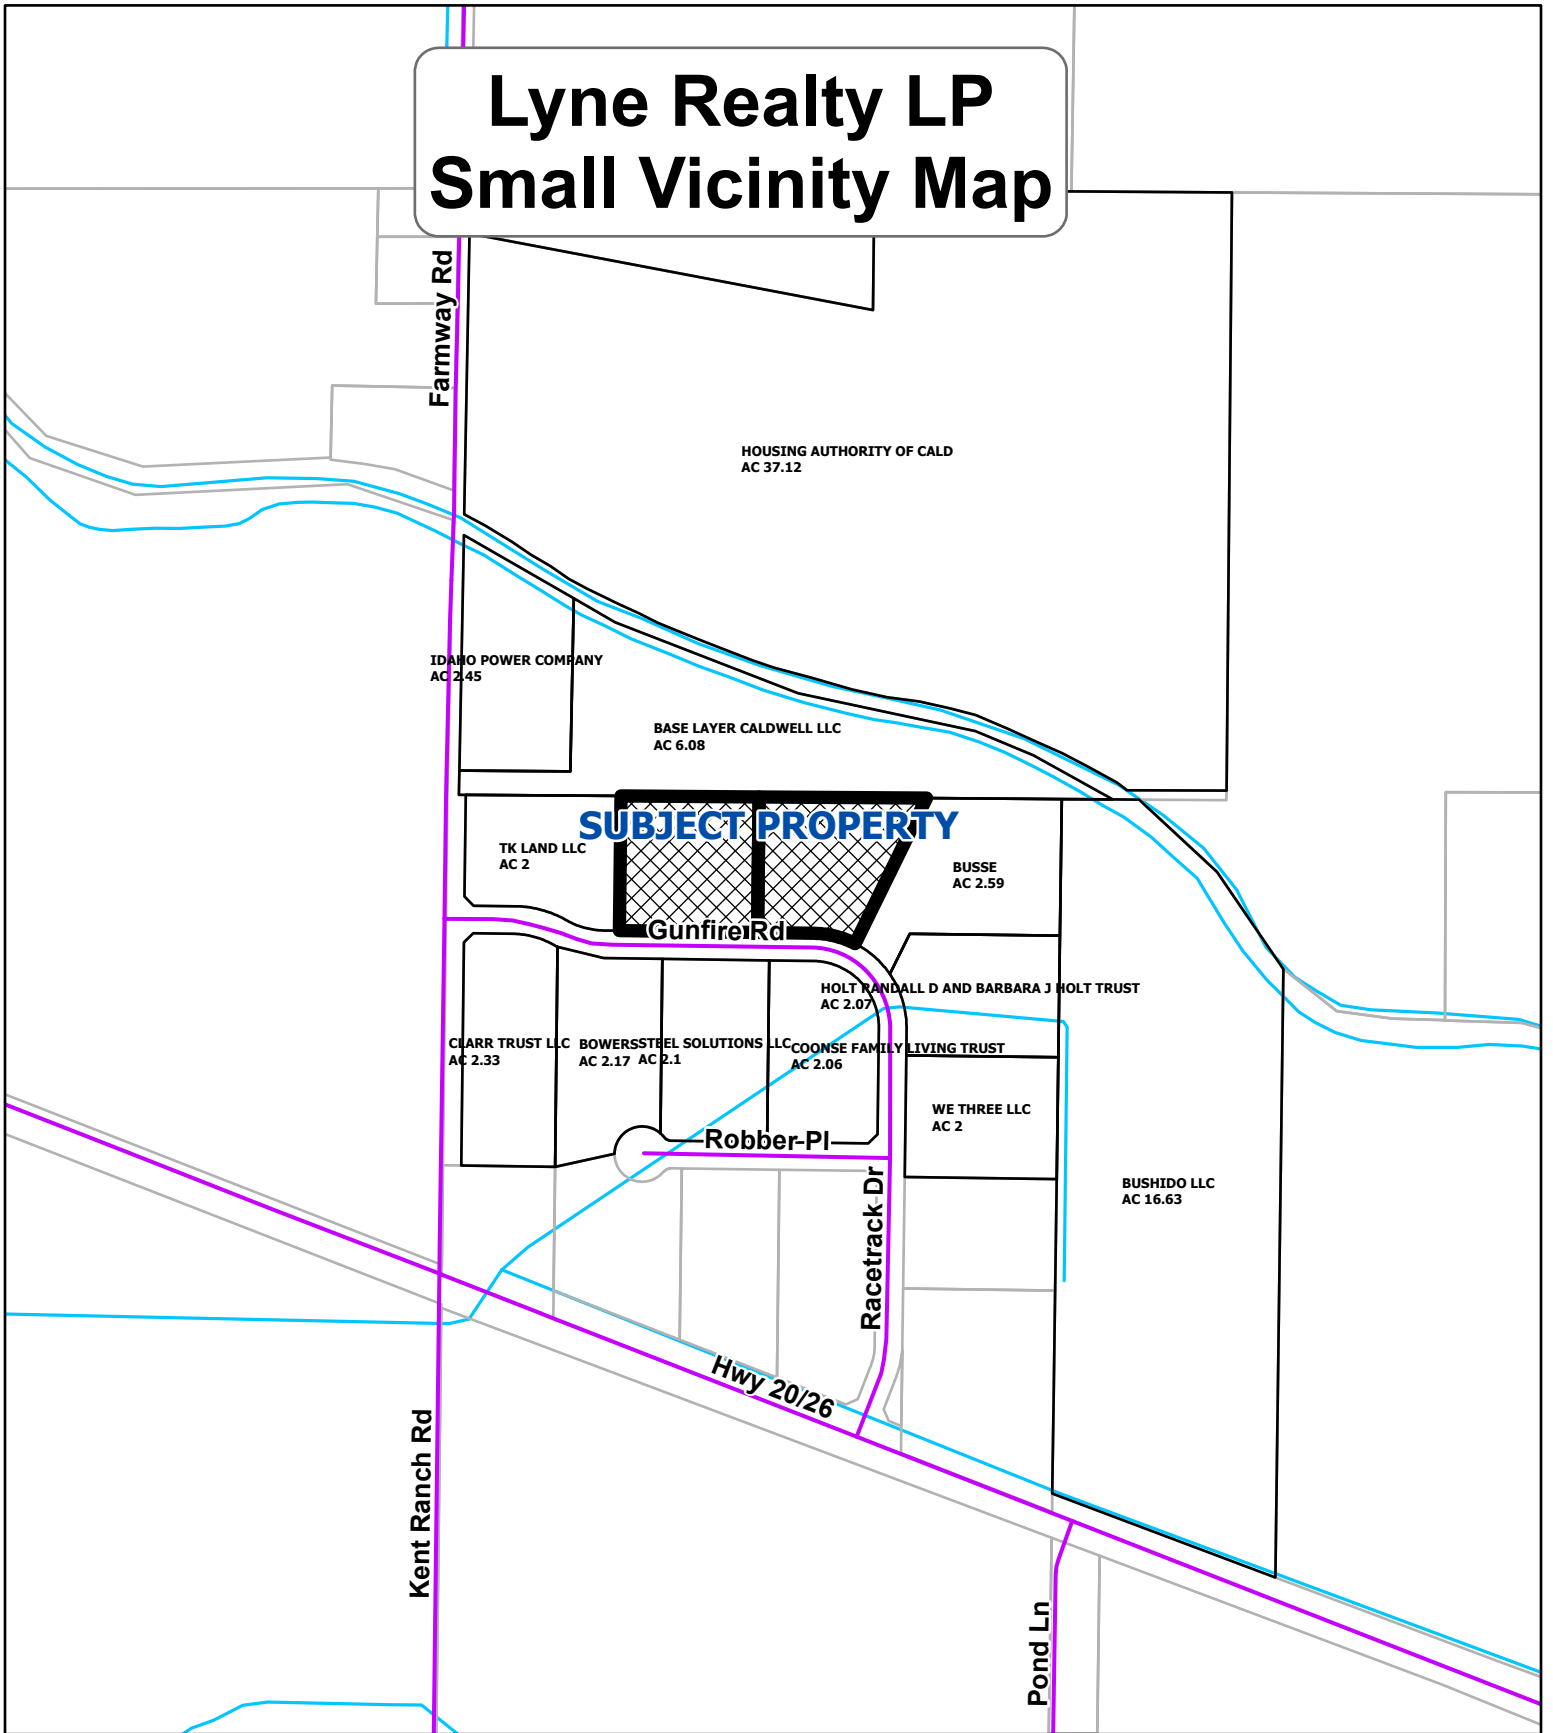 Lyne Realty LP
Small Vicinity Map
Farmway Rd
HOUSING AUTHORITY OF CALD
AC 37.12
IDAHO POWER COMPANY
AC 2.45
BASE LAYER CALDWELL LLC
AC 6.08
SUBJECT PROPERTY
TK LAND LLC
AC 2
BUSSE
AC 2.59
Gunfire Rd
HOLT RANDALL D AND BARBARA J HOLT TRUST
AC 2.07
CLARR TRUST LLC
AC 2.33
BOWERS
AC 2.17
STEEL SOLUTIONS LLC
AC 2.1
COONSE FAMILY LIVING TRUST
AC 2.06
WE THREE LLC
AC 2
Robber Pl
BUSHIDO LLC
AC 16.63
Racetrack Dr
Hwy 20/26
Kent Ranch Rd
Pond Ln